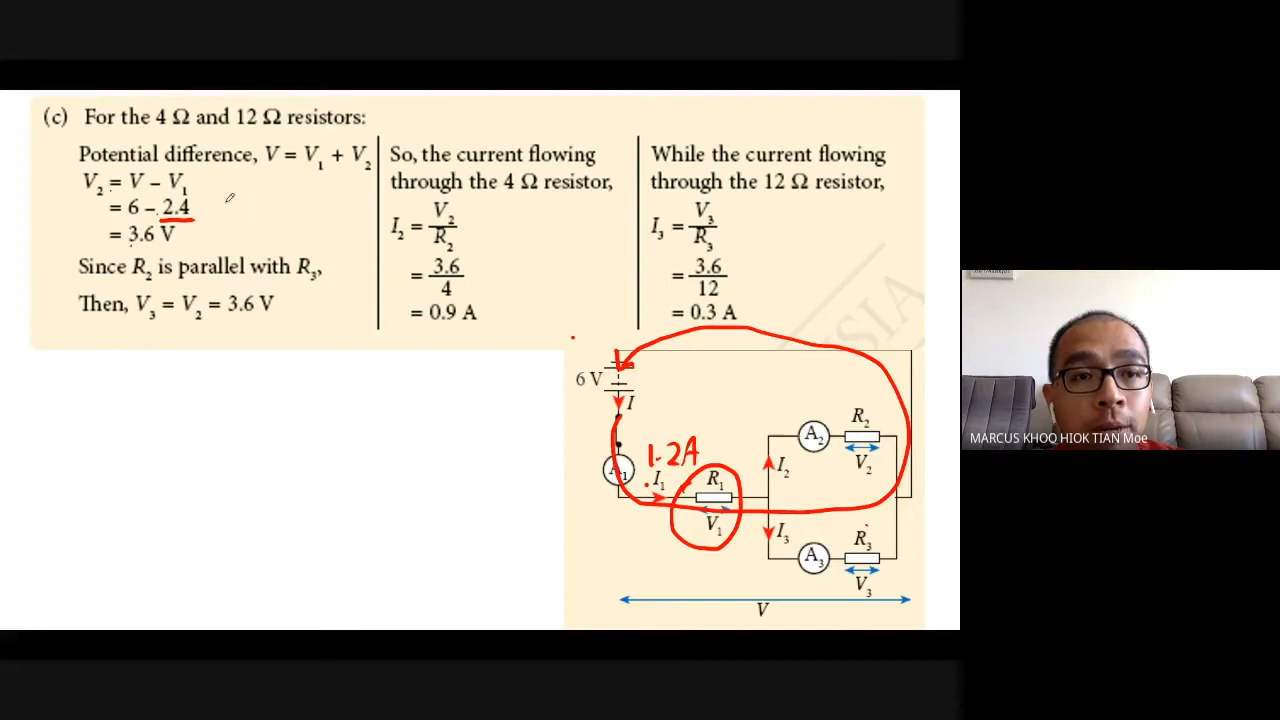 (c) For the 4 Ω and 12 Ω resistors:
Potential difference, V = V₁ + V₂
V₂ = V – V₁
= 6 – 2.4
= 3.6 V
Since R₂ is parallel with R₃,
Then, V₃ = V₂ = 3.6 V
So, the current flowing
through the 4 Ω resistor,
I₂ = V₂/R₂
= 3.6/4
= 0.9 A
While the current flowing
through the 12 Ω resistor,
I₃ = V₃/R₃
= 3.6/12
= 0.3 A
6 V
I
A₁
1.2A
I₁
R₁
V₁
I₂
A₂
R₂
V₂
I₃
A₃
R₃
V₃
V
MARCUS KHOO HIOK TIAN Moe